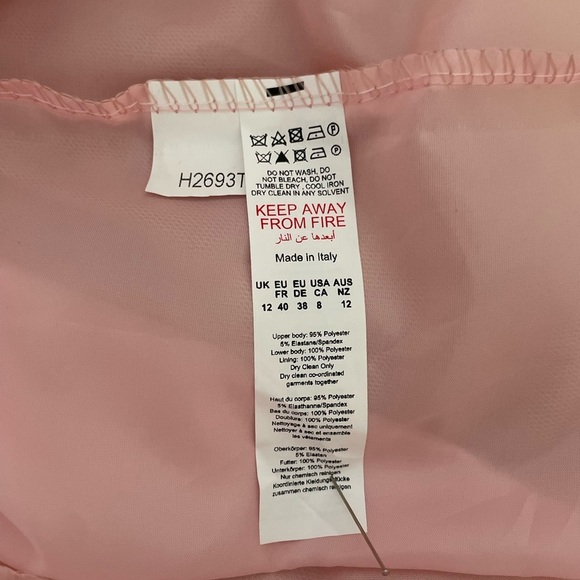 H2693T
DO NOT WASH, DO
NOT BLEACH, DO NOT
TUMBLE DRY , COOL IRON
DRY CLEAN IN ANY SOLVENT
KEEP AWAY
FROM FIRE
أبعدها عن النار
Made in Italy
UK EU EU USA AUS
FR DE CA NZ
12 40 38 8 12
Upper body: 95% Polyester
5% Elastane/Spandex
Lower body: 100% Polyester
Lining: 100% Polyester
Dry Clean Only
Dry clean co-ordinated
garments together
Haut du corps: 95% Polyester
5% Elasthanne/Spandex
Bas du corps: 100% Polyester
Doublure: 100% Polyester
Nettoyage à sec uniquement
Nettoyer à sec et ensemble
les vêtements
Oberkörper: 95% Polyester
5% Elastan
Futter: 100% Polyester
Unterkörper: 100% Polyester
Nur chemisch reinigen
Koordinierte Kleidungsstücke
zusammen chemisch reinigen